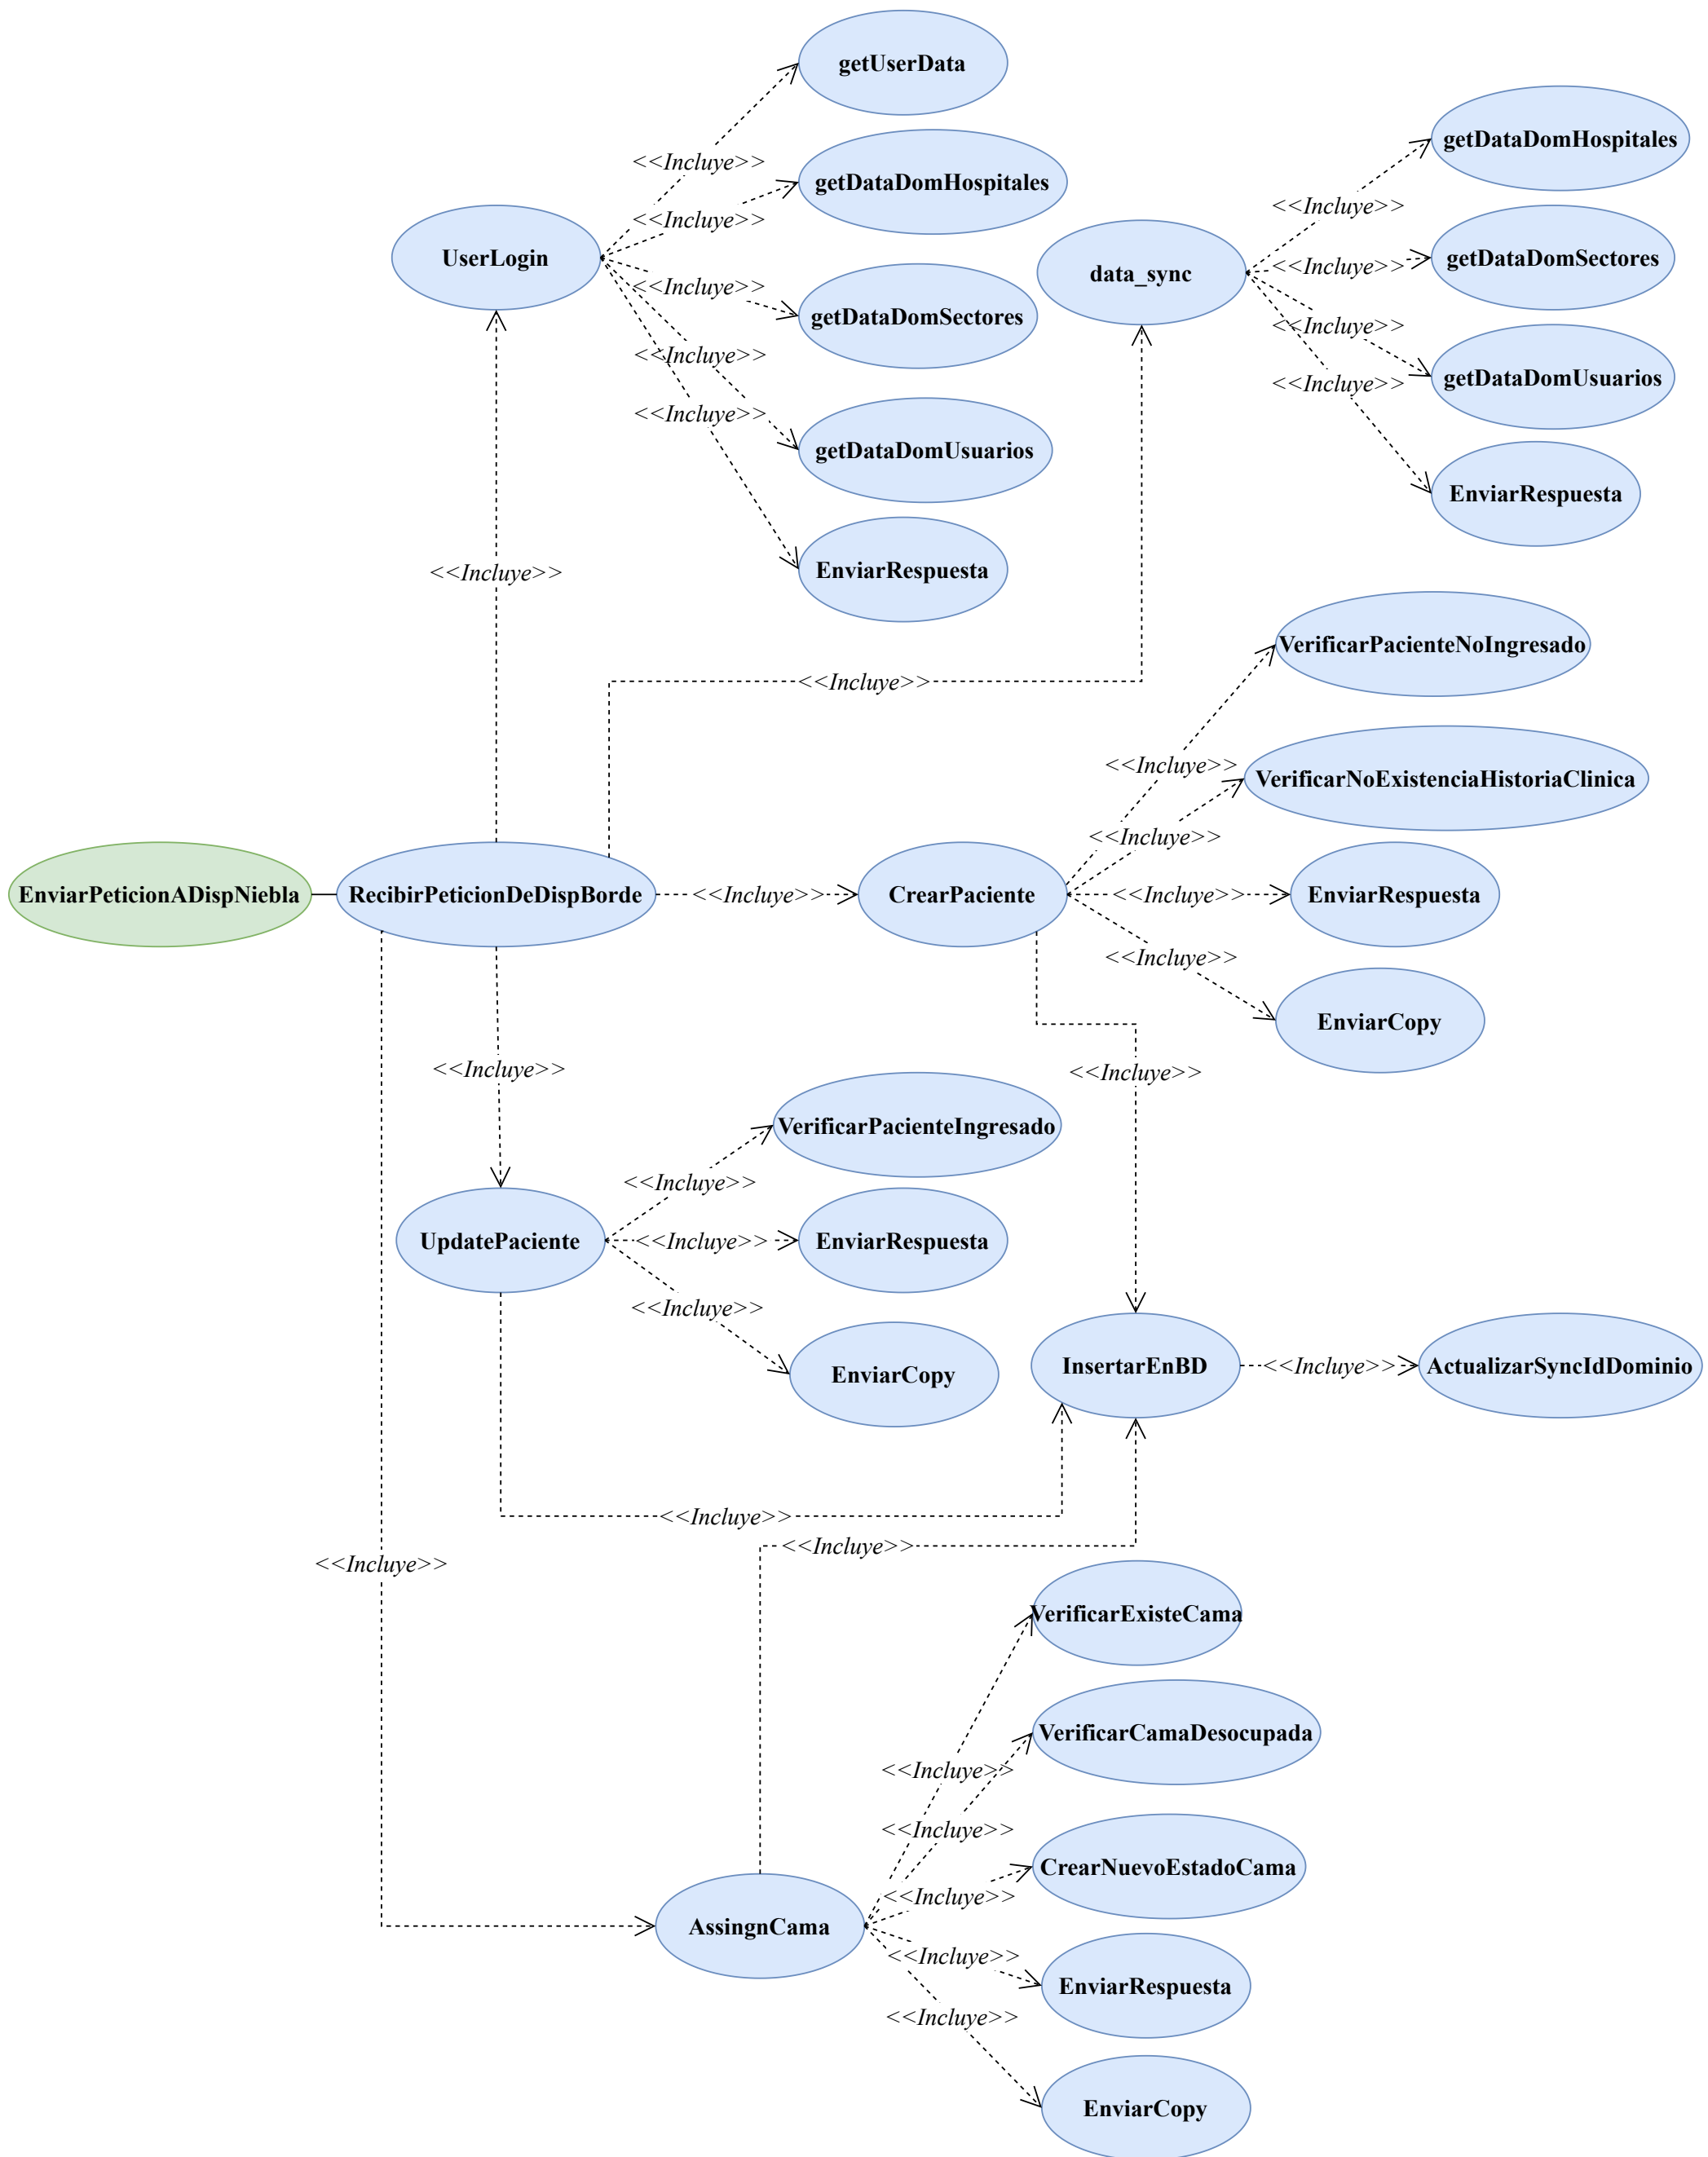 getUserData
getDataDomHospitales
<<Incluye>>
<<Incluye>>
getDataDomHospitales
<<Incluye>>
<<Incluye>>
UserLogin
data_sync
<<Incluye>>
getDataDomSectores
<<Incluye>>
getDataDomSectores
<<Incluye>>
<<Incluye>>
getDataDomUsuarios
<<Incluye>>
<<Incluye>>
getDataDomUsuarios
EnviarRespuesta
<<Incluye>>
EnviarRespuesta
VerificarPacienteNoIngresado
<<Incluye>>
<<Incluye>>
VerificarNoExistenciaHistoriaClinica
<<Incluye>>
EnviarPeticionADispNiebla
RecibirPeticionDeDispBorde
<<Incluye>>
CrearPaciente
<<Incluye>>
EnviarRespuesta
<<Incluye>>
EnviarCopy
<<Incluye>>
<<Incluye>>
VerificarPacienteIngresado
<<Incluye>>
UpdatePaciente
<<Incluye>>
EnviarRespuesta
<<Incluye>>
EnviarCopy
InsertarEnBD
<<Incluye>>
ActualizarSyncIdDominio
<<Incluye>>
<<Incluye>>
<<Incluye>>
VerificarExisteCama
VerificarCamaDesocupada
<<Incluye>>
<<Incluye>>
CrearNuevoEstadoCama
<<Incluye>>
AssingnCama
<<Incluye>>
EnviarRespuesta
<<Incluye>>
EnviarCopy